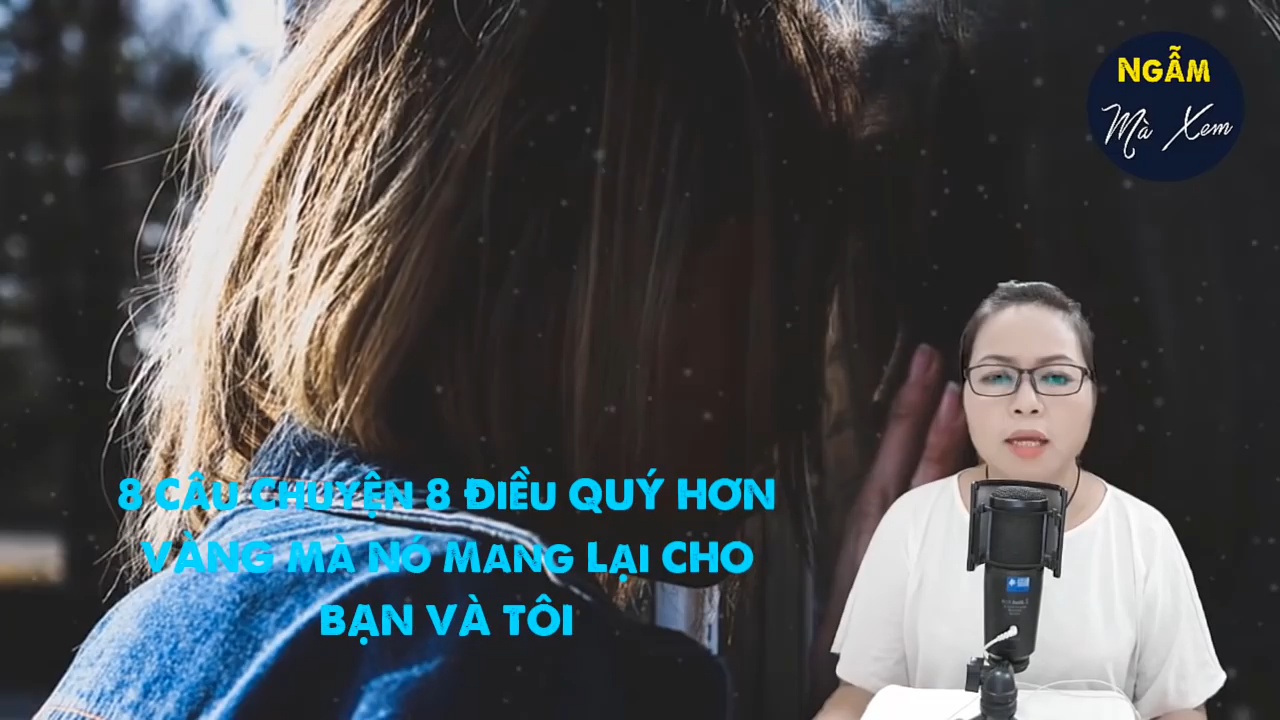 NGẪM
Mà Xem
8 CÂU CHUYỆN 8 ĐIỀU QUÝ HƠN
VÀNG MÀ NÓ MANG LẠI CHO
BẠN VÀ TÔI